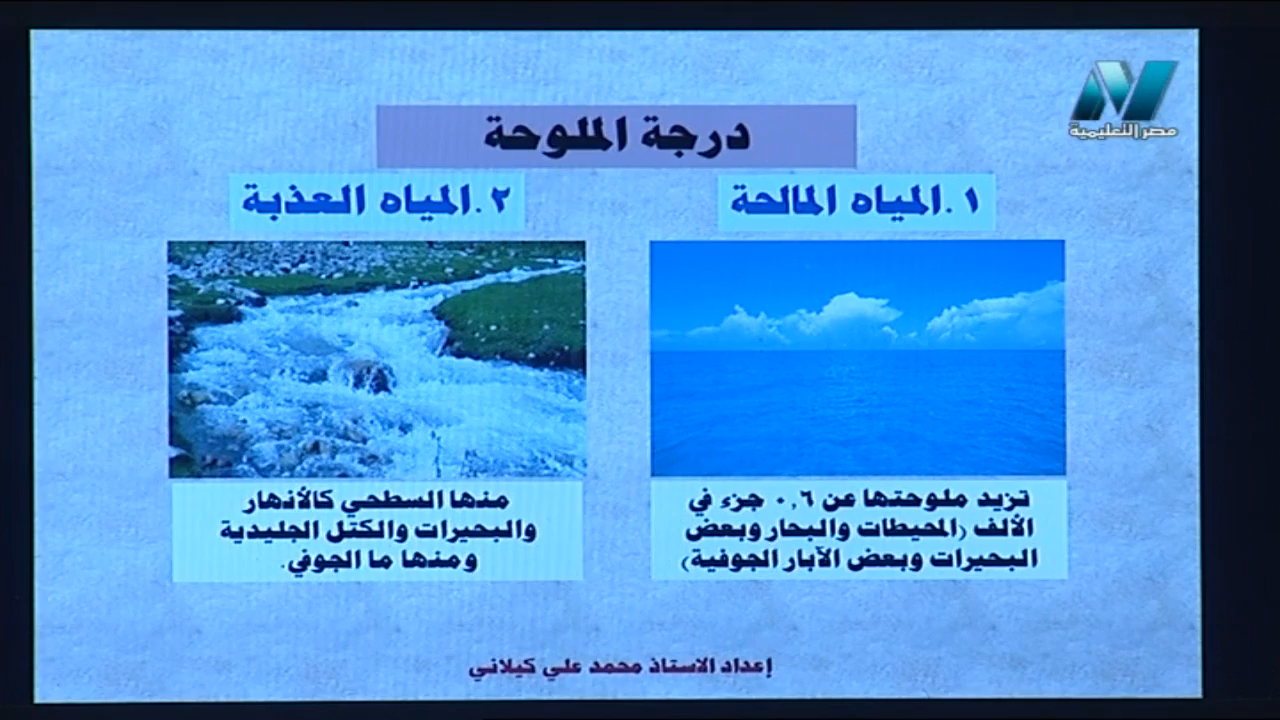 مصر التعليمية
درجة الملوحة
١.المياه المالحة
تزيد ملوحتها عن ٠,٦ جزء في
الألف (المحيطات والبحار وبعض
البحيرات وبعض الآبار الجوفية)
٢.المياه العذبة
منها السطحي كالأنهار
والبحيرات والكتل الجليدية
ومنها ما الجوفي.
إعداد الاستاذ محمد علي كيلاني